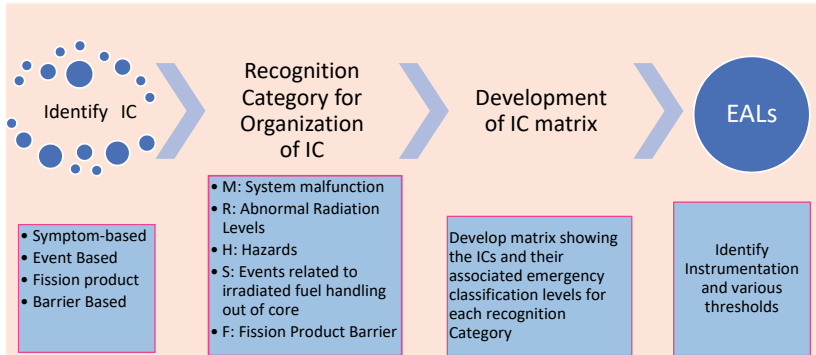 Identify IC
Recognition
Category for
Organization
of IC
Development
of IC matrix
EALs
• Symptom-based
• Event Based
• Fission product
• Barrier Based
• M: System malfunction
• R: Abnormal Radiation
Levels
• H: Hazards
• S: Events related to
irradiated fuel handling
out of core
• F: Fission Product Barrier
Develop matrix showing
the ICs and their
associated emergency
classification levels for
each recognition
Category
Identify
Instrumentation
and various
thresholds